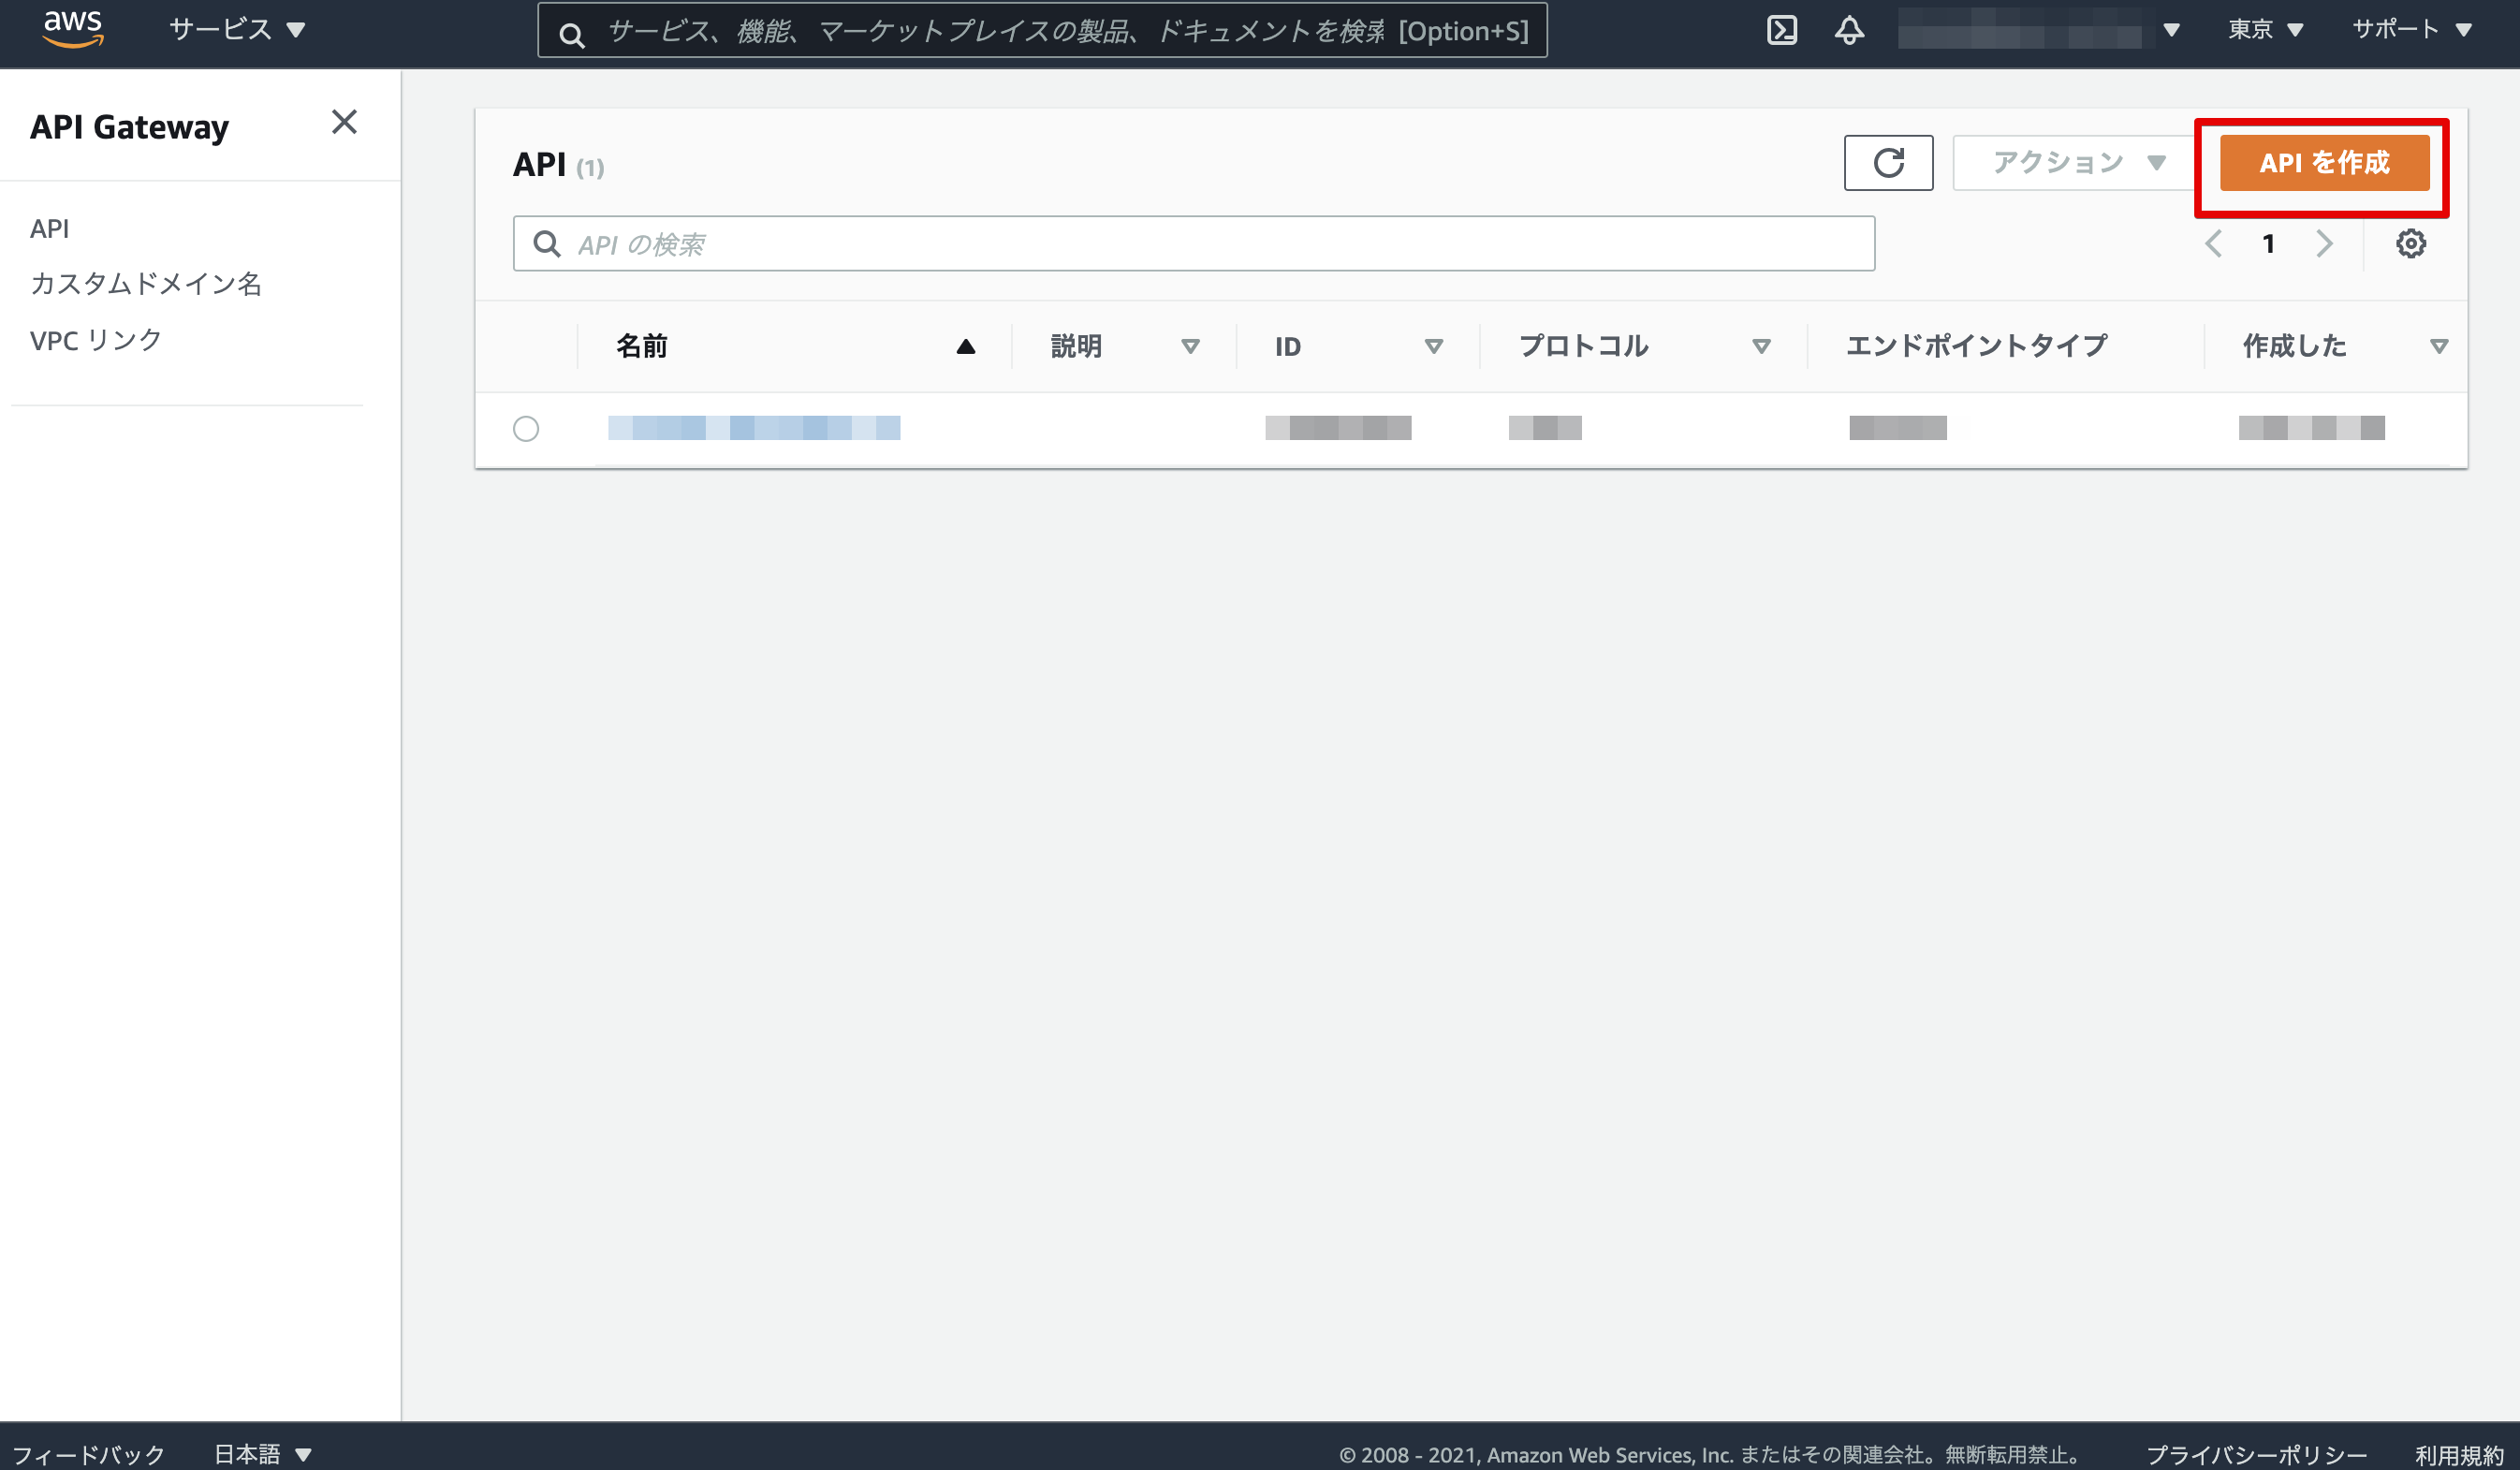 aws サービス サービス、機能、マーケットプレイスの製品、ドキュメントを検索 [Option+S] 東京 サポート
API Gateway
API
カスタムドメイン名
VPC リンク
API (1)
アクション
API を作成
API の検索
1
名前 説明 ID プロトコル エンドポイントタイプ 作成した
フィードバック 日本語 © 2008 - 2021, Amazon Web Services, Inc. またはその関連会社。無断転用禁止。 プライバシーポリシー 利用規約